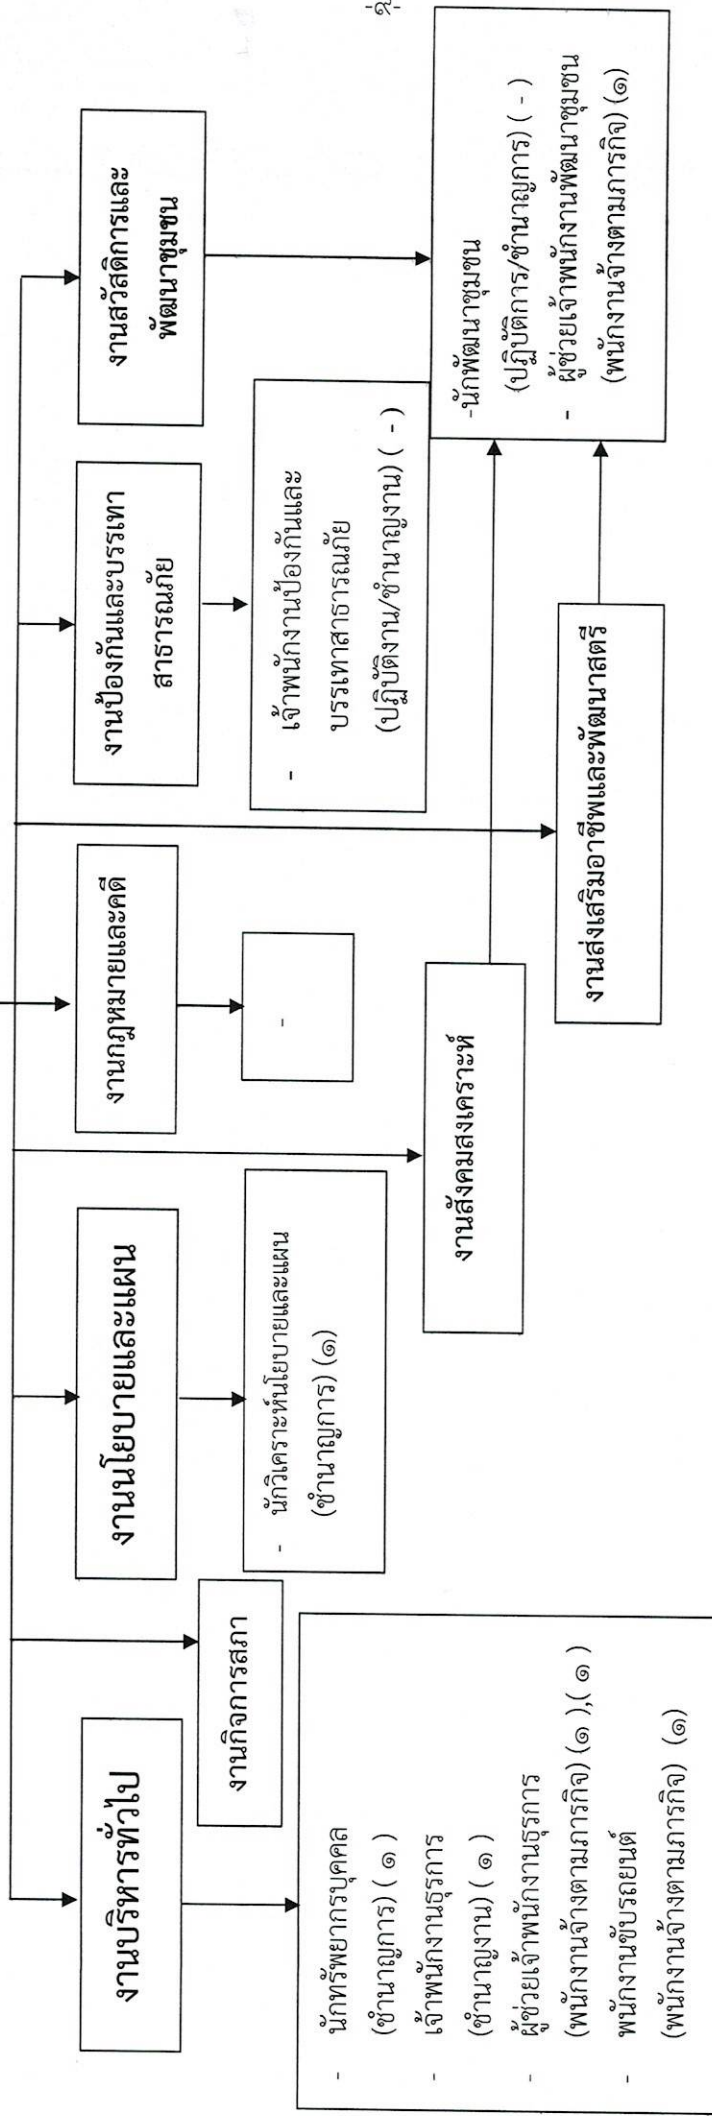 งานบริหารทั่วไป
- นักทรัพยากรบุคคล
(ชำนาญการ) ( ๑ )
- เจ้าพนักงานธุรการ
(ชำนาญงาน) ( ๑ )
- ผู้ช่วยเจ้าพนักงานธุรการ
(พนักงานจ้างตามภารกิจ) (๑ ),( ๑ )
- พนักงานขับรถยนต์
(พนักงานจ้างตามภารกิจ) (๑)
งานกิจการสภา
งานนโยบายและแผน
- นักวิเคราะห์นโยบายและแผน
(ชำนาญการ) (๑)
งานสังคมสงเคราะห์
งานกฎหมายและคดี
-
งานส่งเสริมอาชีพและพัฒนาสตรี
งานป้องกันและบรรเทา
สาธารณภัย
- เจ้าพนักงานป้องกันและ
บรรเทาสาธารณภัย
(ปฏิบัติงาน/ชำนาญงาน) ( - )
งานสวัสดิการและ
พัฒนาชุมชน
-นักพัฒนาชุมชน
(ปฏิบัติการ/ชำนาญการ) ( - )
- ผู้ช่วยเจ้าพนักงานพัฒนาชุมชน
(พนักงานจ้างตามภารกิจ) (๑)